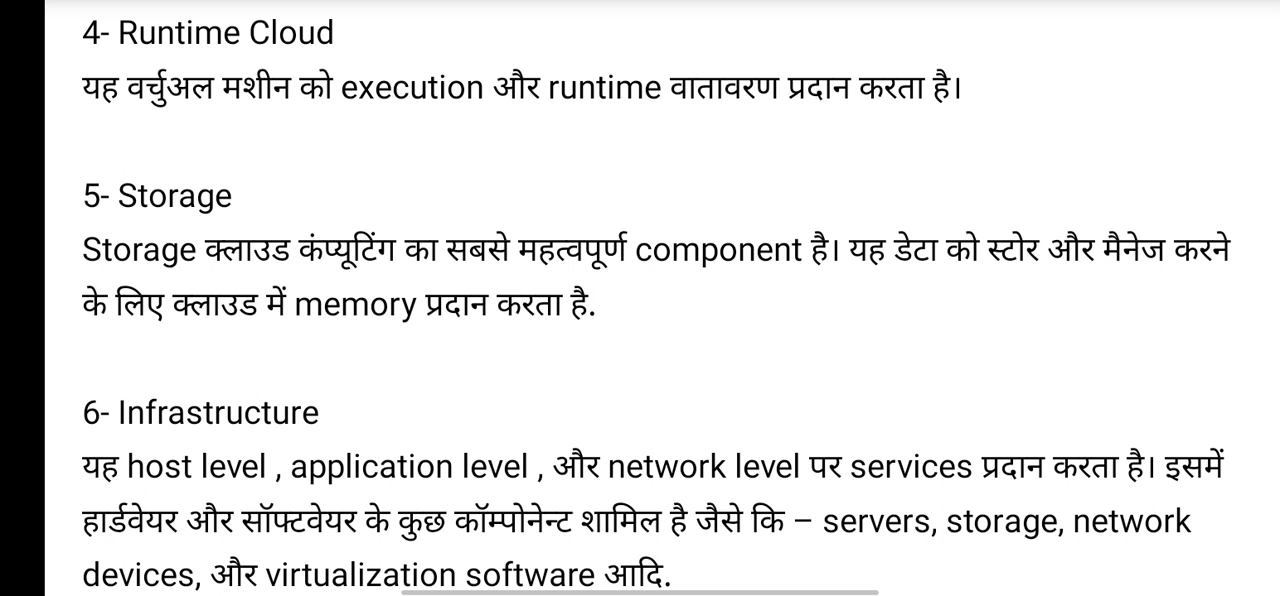 4- Runtime Cloud
यह वर्चुअल मशीन को execution और runtime वातावरण प्रदान करता है।
5- Storage
Storage क्लाउड कंप्यूटिंग का सबसे महत्वपूर्ण component है। यह डेटा को स्टोर और मैनेज करने
के लिए क्लाउड में memory प्रदान करता है.
6- Infrastructure
यह host level , application level , और network level पर services प्रदान करता है। इसमें
हार्डवेयर और सॉफ्टवेयर के कुछ कॉम्पोनेन्ट शामिल है जैसे कि – servers, storage, network
devices, और virtualization software आदि.